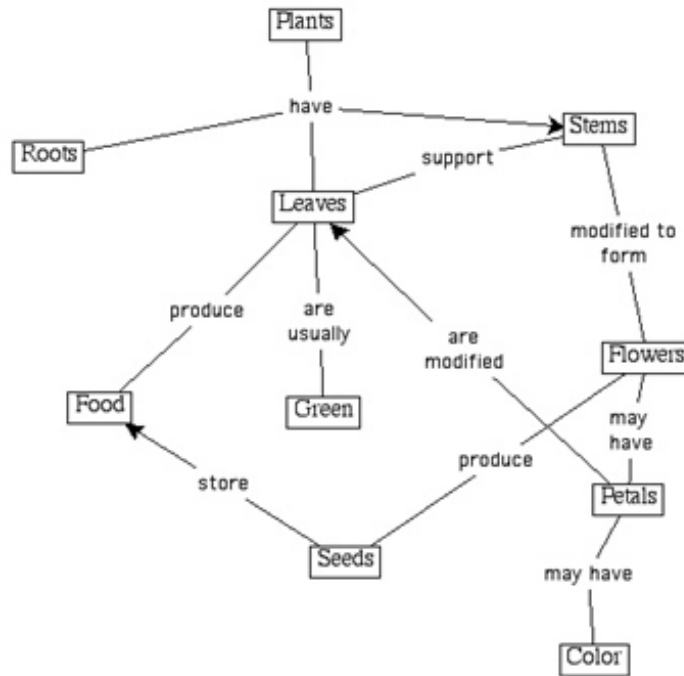 Plants
have
Stems
Roots
support
Leaves
modified to
form
produce
are
usually
are
modified
Flowers
Food
Green
may
have
produce
store
Petals
Seeds
may have
Color